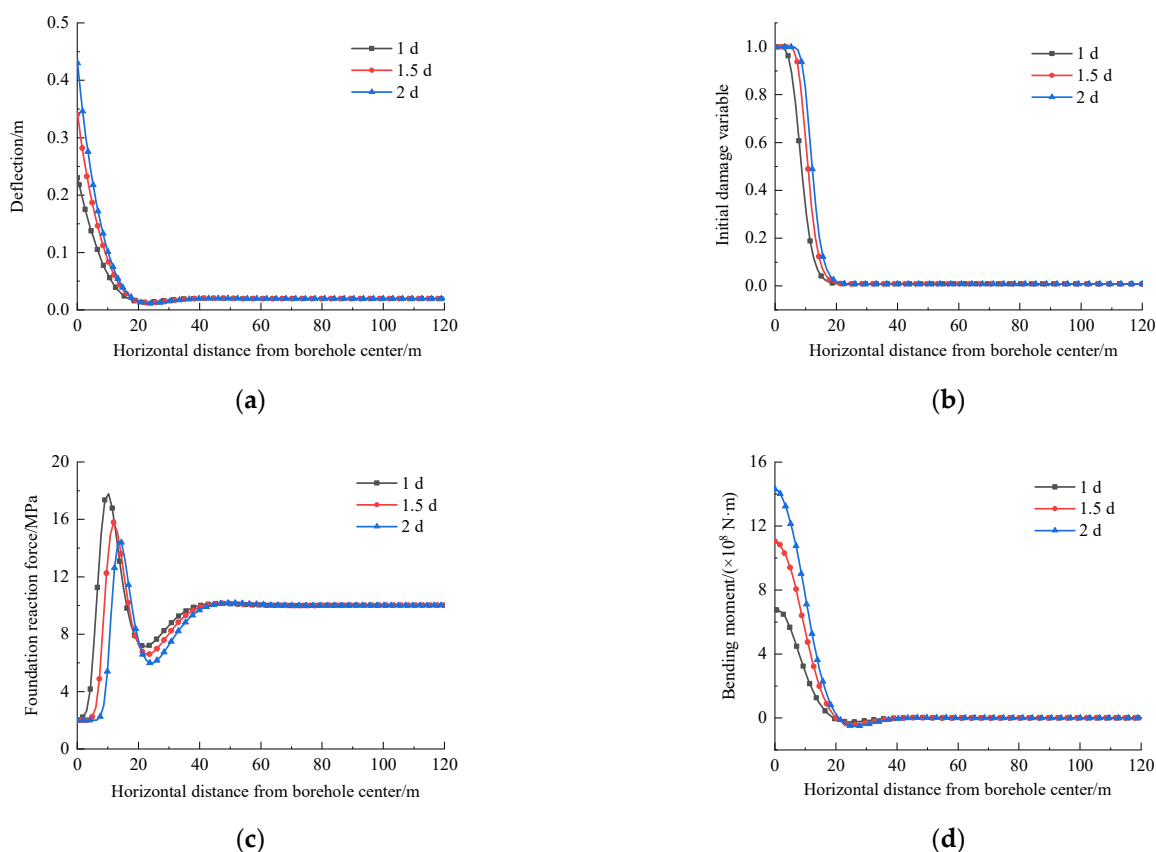 0.5
0.4
0.3
0.2
0.1
0.0
Deflection/m
1 d
1.5 d
2 d
0 20 40 60 80 100 120
Horizontal distance from borehole center/m
(a)
1.0
0.8
0.6
0.4
0.2
0.0
Initial damage variable
1 d
1.5 d
2 d
0 20 40 60 80 100 120
Horizontal distance from borehole center/m
(b)
20
16
12
8
4
0
Foundation reaction force/MPa
1 d
1.5 d
2 d
0 20 40 60 80 100 120
Horizontal distance from borehole center/m
(c)
16
12
8
4
0
Bending moment/(×10⁸ N·m)
1 d
1.5 d
2 d
0 20 40 60 80 100 120
Horizontal distance from borehole center/m
(d)